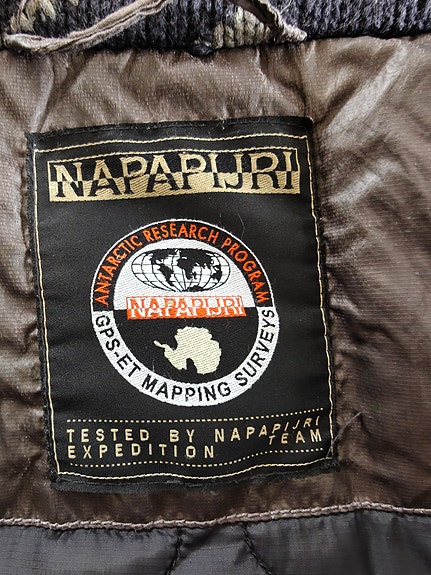 NAPAPIJRI
ANTARCTIC RESEARCH PROGRAM
NAPAPIJRI
GPS-ET MAPPING SURVEYS
TESTED BY NAPAPIJRI
EXPEDITION TEAM